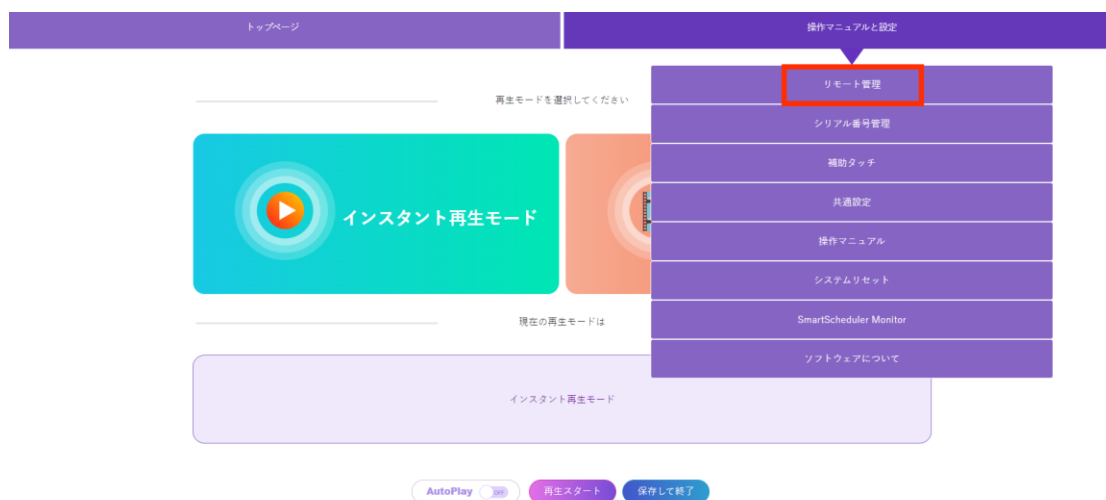 トップページ
操作マニュアルと設定
リモート管理
シリアル番号管理
補助タッチ
共通設定
操作マニュアル
システムリセット
SmartScheduler Monitor
ソフトウェアについて
再生モードを選択してください
インスタント再生モード
現在の再生モードは
インスタント再生モード
AutoPlay OFF
再生スタート
保存して終了